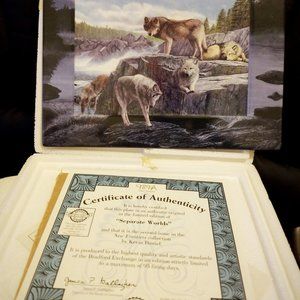 Certificate of Authenticity
It is hereby certified
that this plate is an authentic original
in the limited edition of
"Separate Worlds"
and that it is the second issue in the
New Frontiers collection
by Kevin Daniel
It is produced to the highest quality and artistic standards
of the Bradford Exchange in an edition strictly limited
to a maximum of 95 firing days.